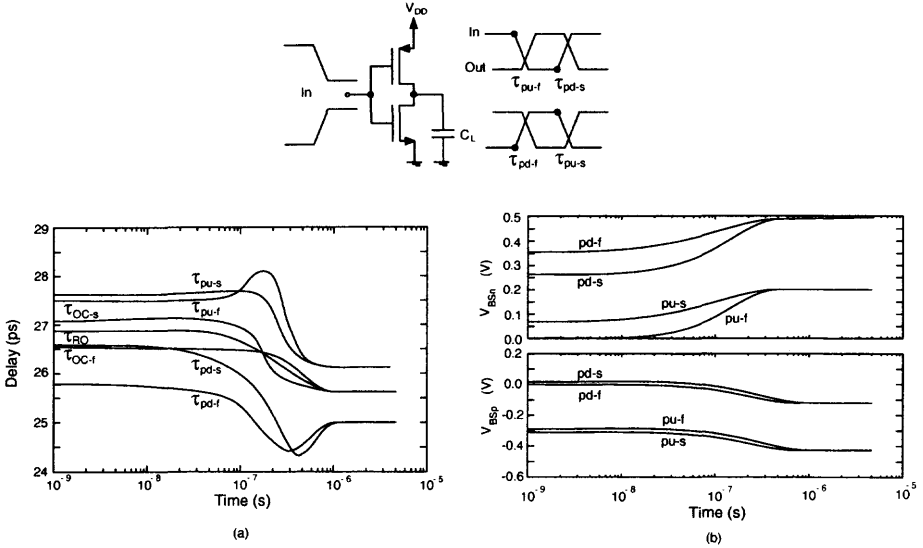 V_DD
In
C_L
In
Out
τ_pu-f τ_pd-s
τ_pd-f τ_pu-s
29
28
27
26
25
24
Delay (ps)
τ_pu-s
τ_OC-s
τ_pu-f
τ_RO
τ_OC-f
τ_pd-s
τ_pd-f
10^-9 10^-8 10^-7 10^-6 10^-5
Time (s)
(a)
0.5
0.4
0.3
0.2
0.1
0.0
V_BSn (V)
pd-f
pd-s
pu-s
pu-f
0.2
0.0
-0.2
-0.4
-0.6
V_BSp (V)
pd-s
pd-f
pu-f
pu-s
10^-9 10^-8 10^-7 10^-6 10^-5
Time (s)
(b)